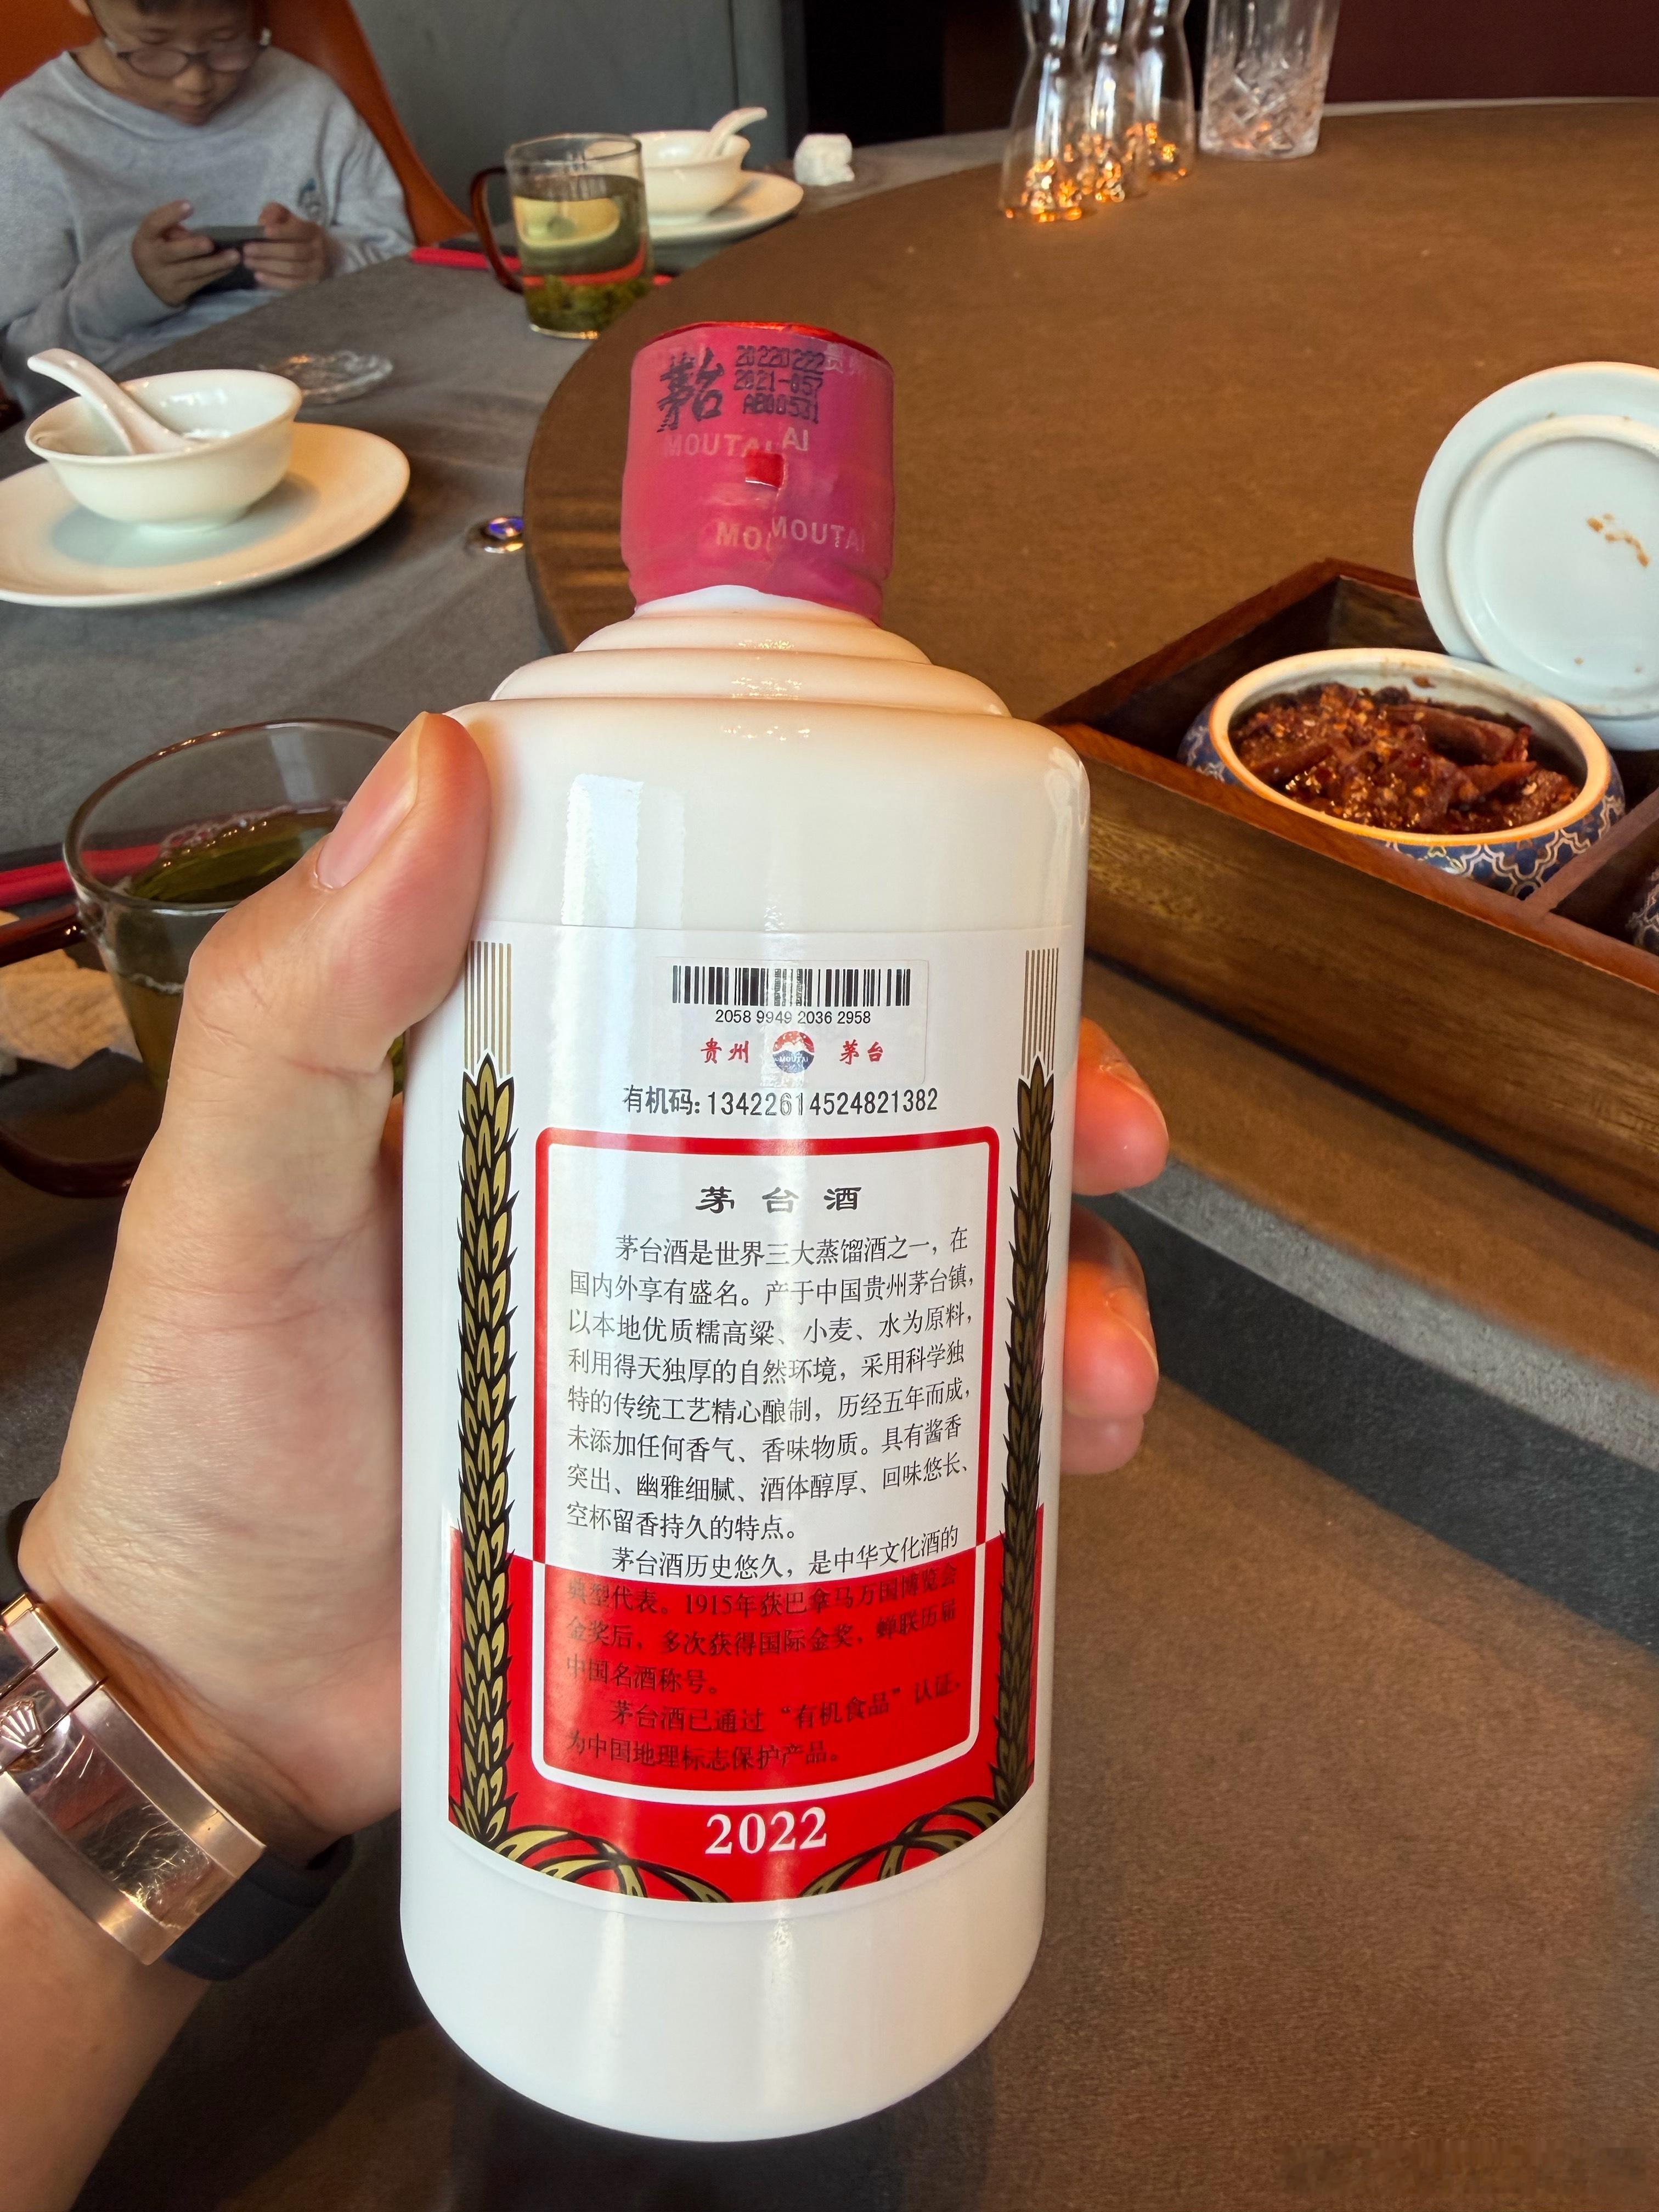 茅台
20220222
2021-057
AB00531
MOUTAI
MOUTAI
2058 9949 2036 2958
贵州 MOUTAI 茅台
有机码:13422614524821382
茅台酒
茅台酒是世界三大蒸馏酒之一，在
国内外享有盛名。产于中国贵州茅台镇，
以本地优质糯高粱、小麦、水为原料，
利用得天独厚的自然环境，采用科学独
特的传统工艺精心酿制，历经五年而成，
未添加任何香气、香味物质。具有酱香
突出、幽雅细腻、酒体醇厚、回味悠长、
空杯留香持久的特点。
茅台酒历史悠久，是中华文化酒的
典型代表。1915年获巴拿马万国博览会
金奖后，多次获得国际金奖，蝉联历届
中国名酒称号。
茅台酒已通过“有机食品”认证，
为中国地理标志保护产品。
2022